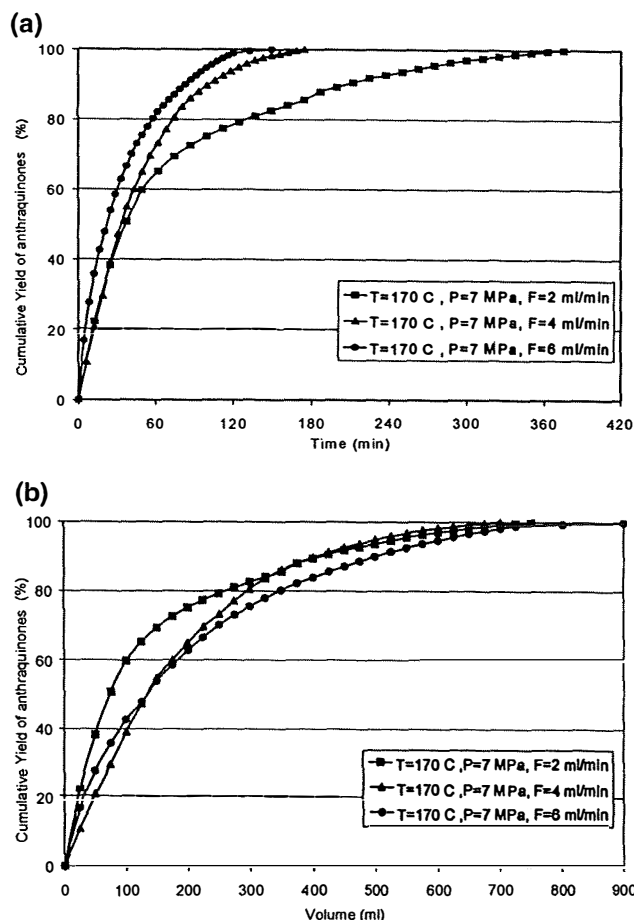 (a)
100
80
60
40
20
0
Cumulative Yield of anthraquinones (%)
T=170 C , P=7 MPa, F=2 ml/min
T=170 C , P=7 MPa, F=4 ml/min
T=170 C , P=7 MPa, F=6 ml/min
0 60 120 180 240 300 360 420
Time (min)
(b)
100
80
60
40
20
0
Cumulative Yield of anthraquinones (%)
T=170 C ,P=7 MPa, F=2 ml/min
T=170 C ,P=7 MPa, F=4 ml/min
T=170 C ,P=7 MPa, F=6 ml/min
0 100 200 300 400 500 600 700 800 900
Volume (ml)